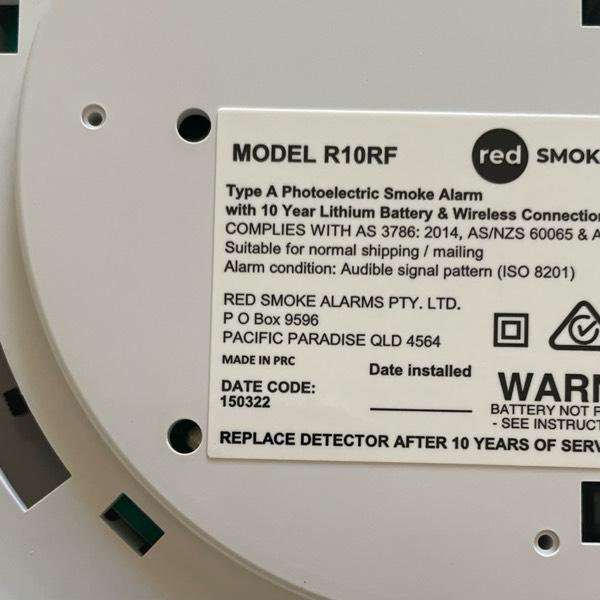 MODEL R10RF
red SMOK
Type A Photoelectric Smoke Alarm
with 10 Year Lithium Battery & Wireless Connection
COMPLIES WITH AS 3786: 2014, AS/NZS 60065 & A
Suitable for normal shipping / mailing
Alarm condition: Audible signal pattern (ISO 8201)
RED SMOKE ALARMS PTY. LTD.
P O Box 9596
PACIFIC PARADISE QLD 4564
MADE IN PRC
Date installed
DATE CODE:
150322
WARN
BATTERY NOT R
- SEE INSTRUCT
REPLACE DETECTOR AFTER 10 YEARS OF SERV